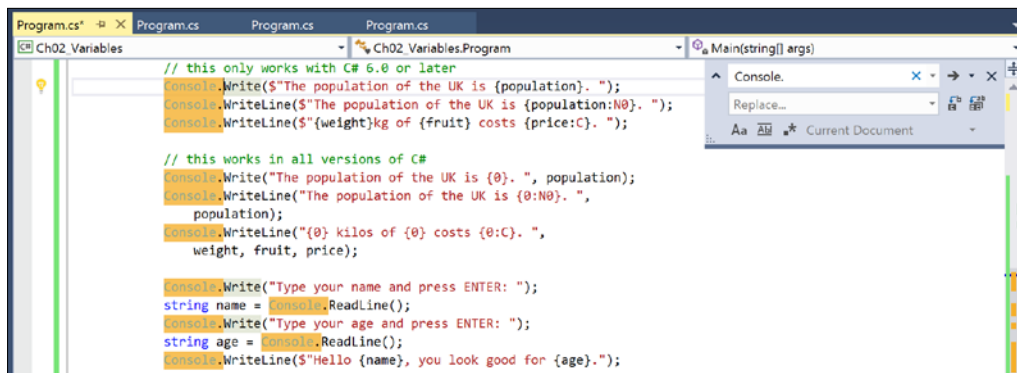 Program.cs* Program.cs Program.cs Program.cs
C# Ch02_Variables Ch02_Variables.Program Main(string[] args)
Console.
Replace...
Aa Ab .* Current Document
// this only works with C# 6.0 or later
Console.Write($"The population of the UK is {population}. ");
Console.WriteLine($"The population of the UK is {population:N0}. ");
Console.WriteLine($"{weight}kg of {fruit} costs {price:C}. ");
// this works in all versions of C#
Console.Write("The population of the UK is {0}. ", population);
Console.WriteLine("The population of the UK is {0:N0}. ",
population);
Console.WriteLine("{0} kilos of {0} costs {0:C}. ",
weight, fruit, price);
Console.Write("Type your name and press ENTER: ");
string name = Console.ReadLine();
Console.Write("Type your age and press ENTER: ");
string age = Console.ReadLine();
Console.WriteLine($"Hello {name}, you look good for {age}.");